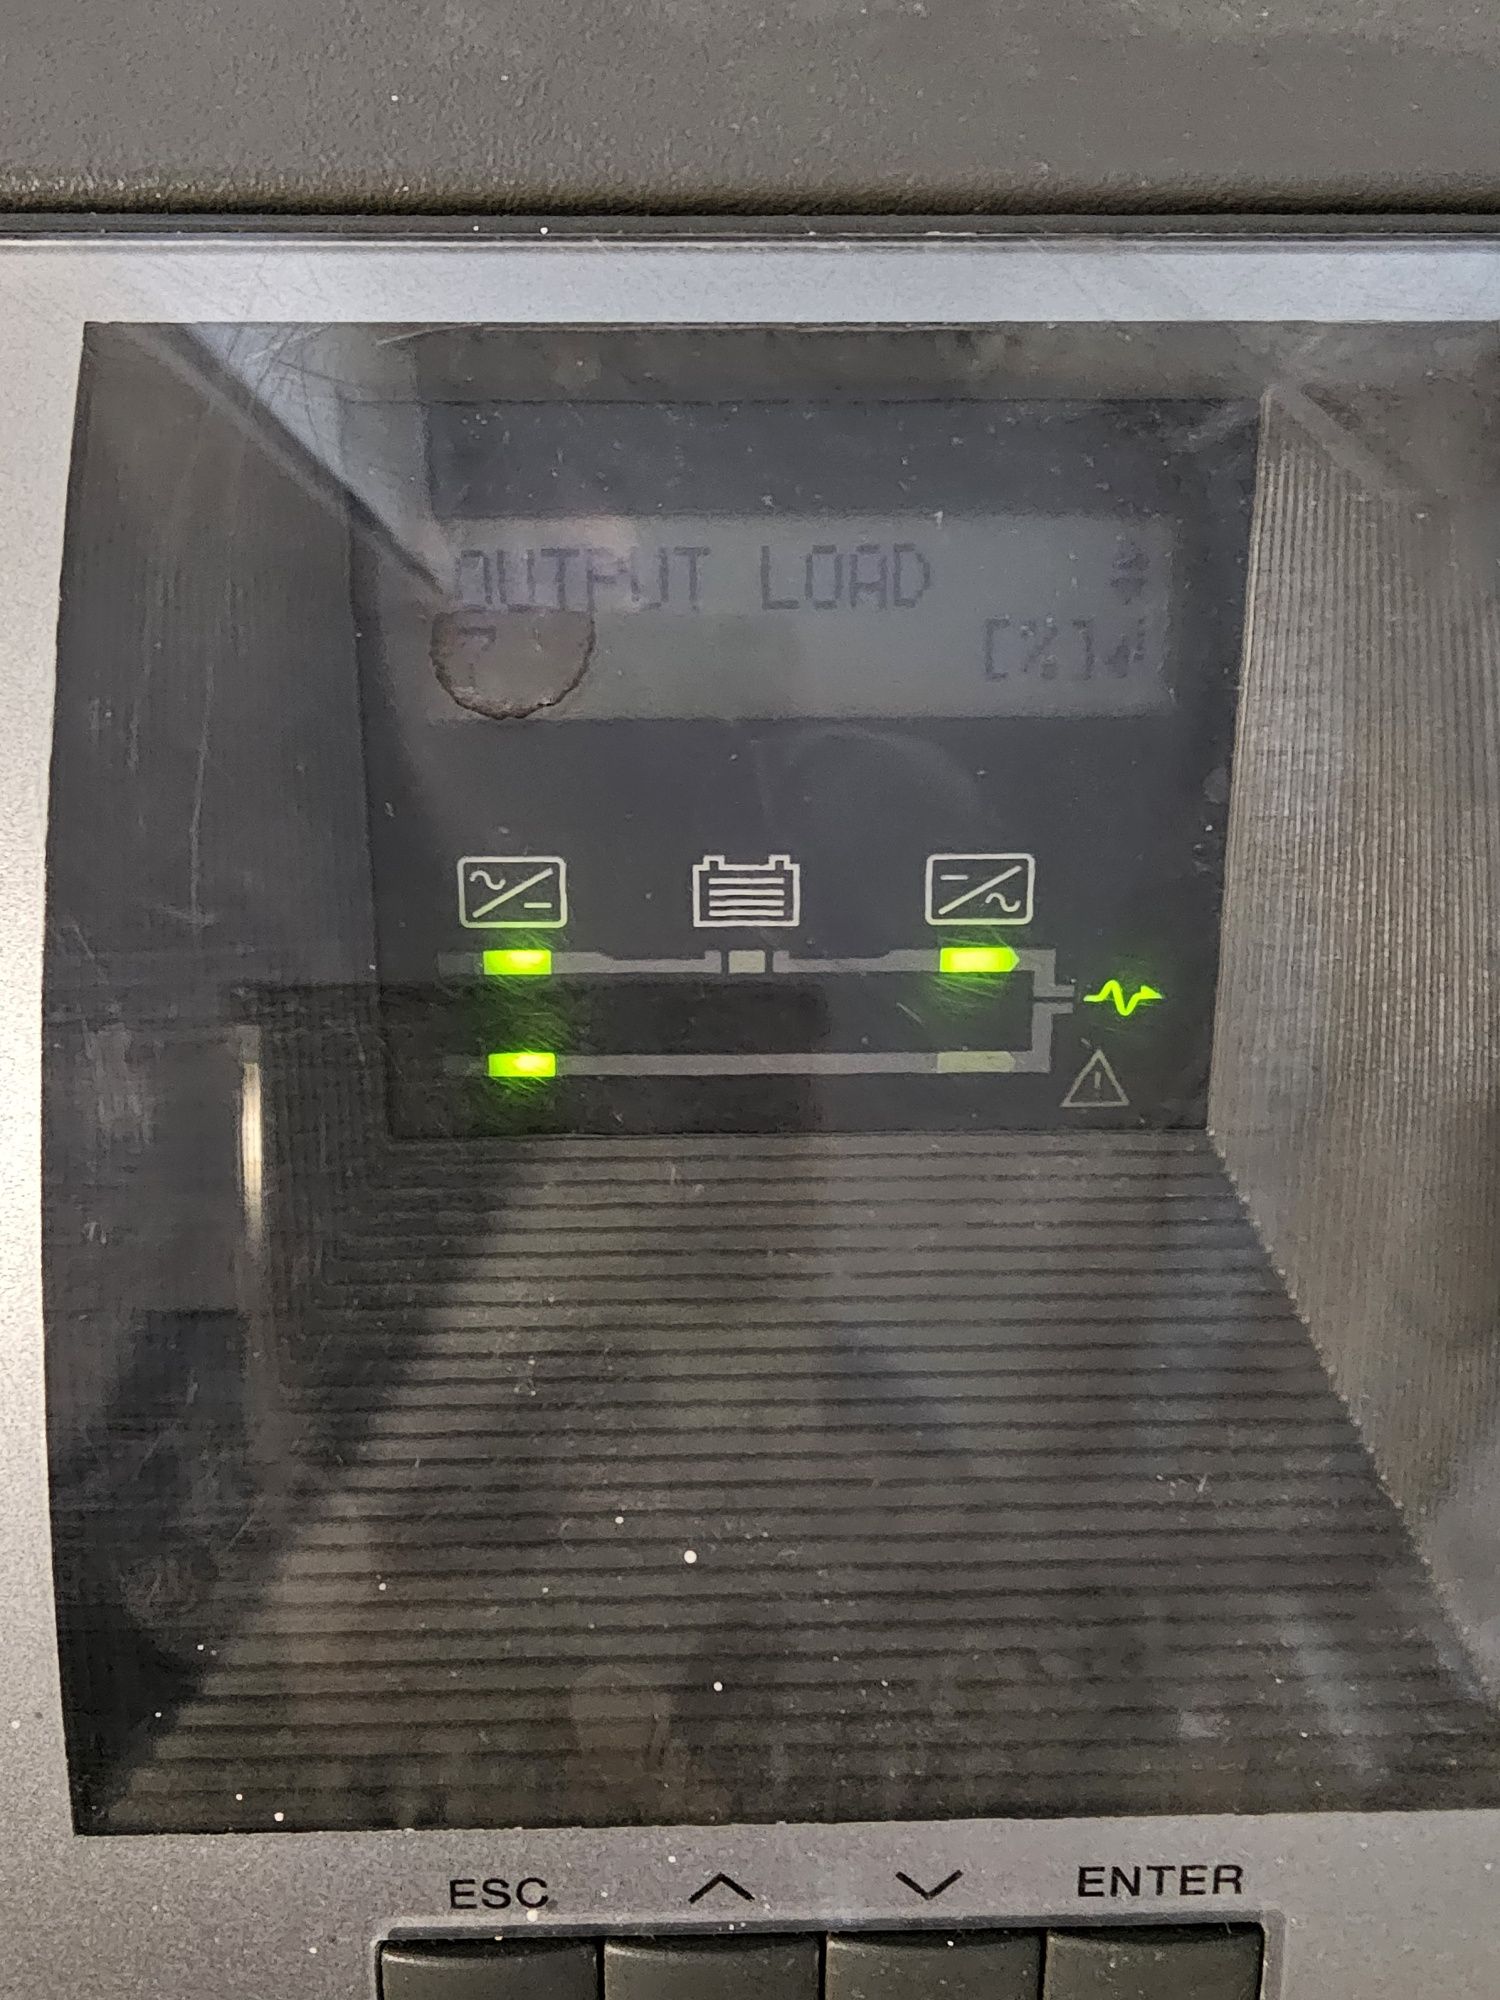 OUTPUT LOAD
7 [%]
ESC ENTER